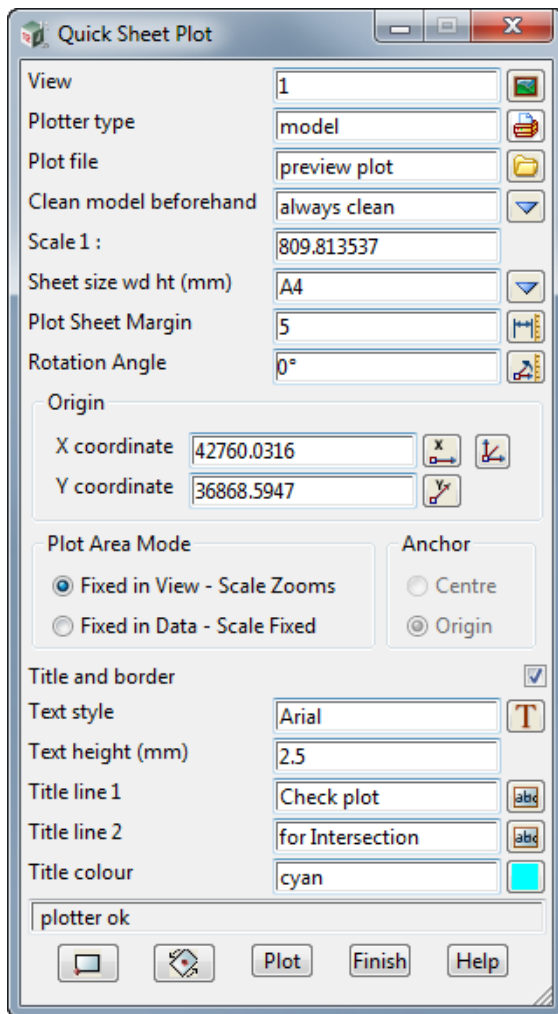 Quick Sheet Plot
View 1
Plotter type model
Plot file preview plot
Clean model beforehand always clean
Scale 1 : 809.813537
Sheet size wd ht (mm) A4
Plot Sheet Margin 5
Rotation Angle 0°
Origin
X coordinate 42760.0316 X
Y coordinate 36868.5947 Y
Plot Area Mode Anchor
Fixed in View - Scale Zooms Centre
Fixed in Data - Scale Fixed Origin
Title and border
Text style Arial T
Text height (mm) 2.5
Title line 1 Check plot abc
Title line 2 for Intersection abc
Title colour cyan
plotter ok
Plot Finish Help